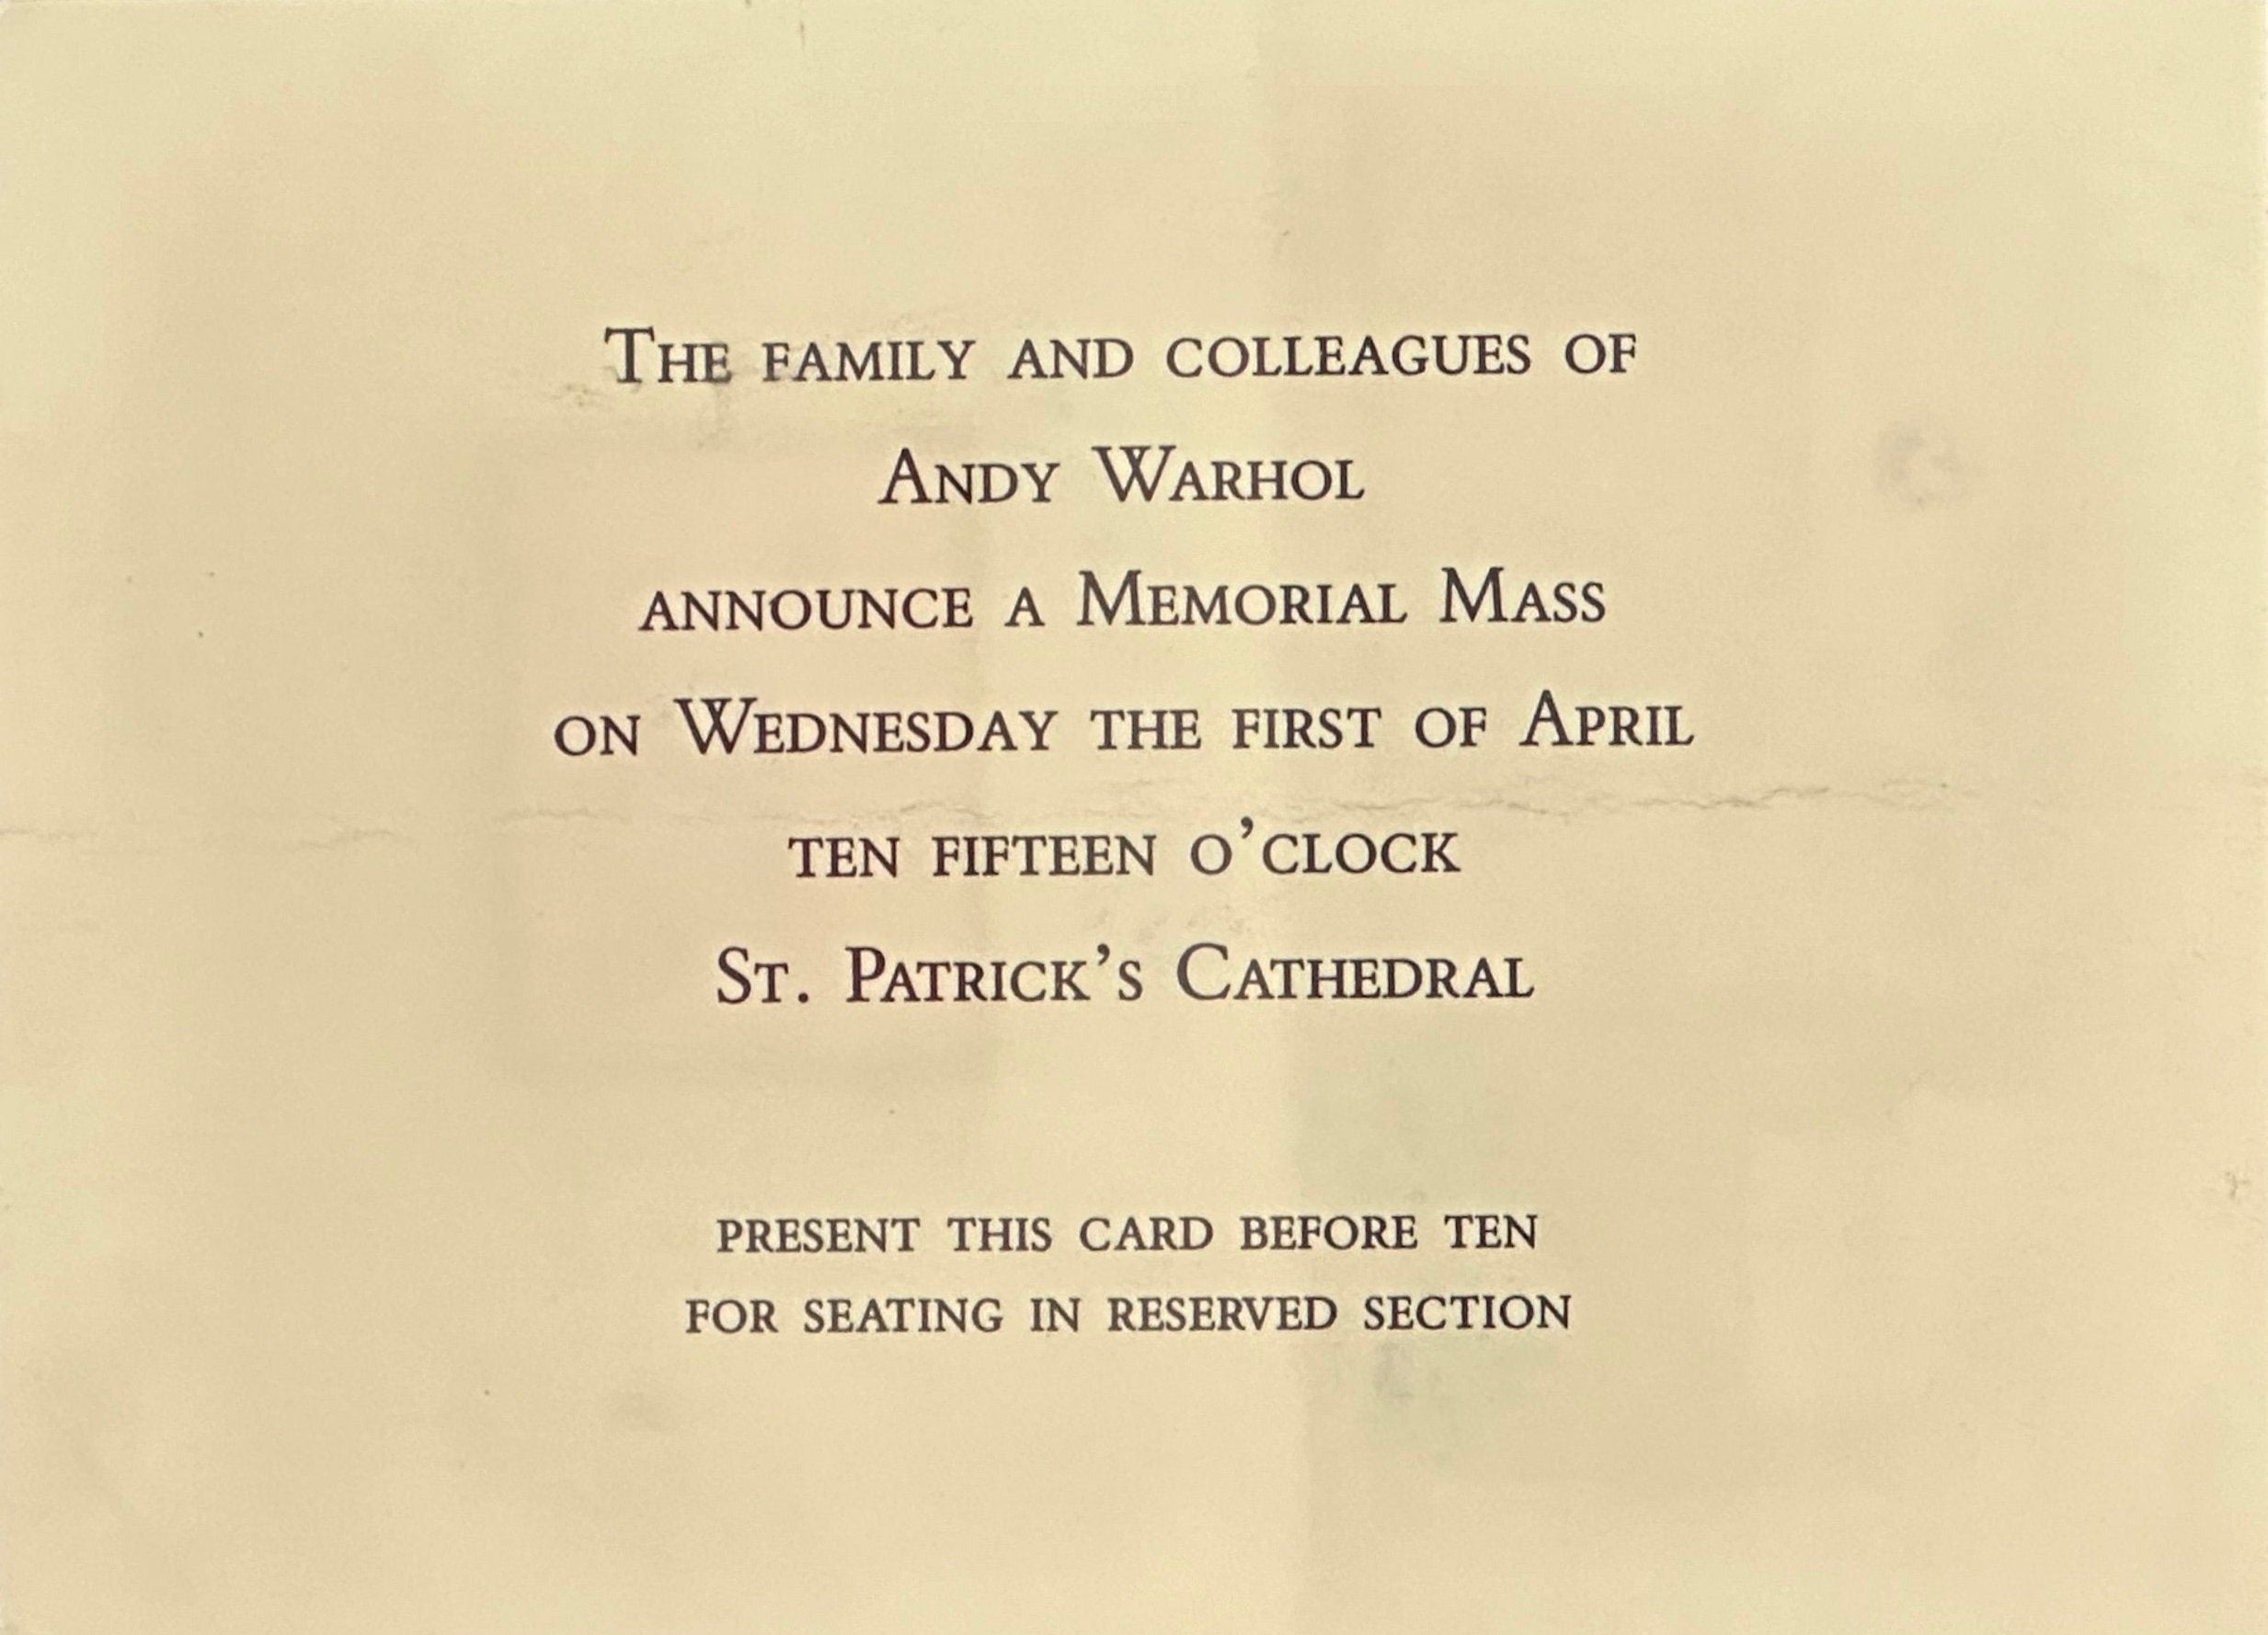 The family and colleagues of
Andy Warhol
announce a Memorial Mass
on Wednesday the first of April
ten fifteen o’clock
St. Patrick’s Cathedral
present this card before ten
for seating in reserved section